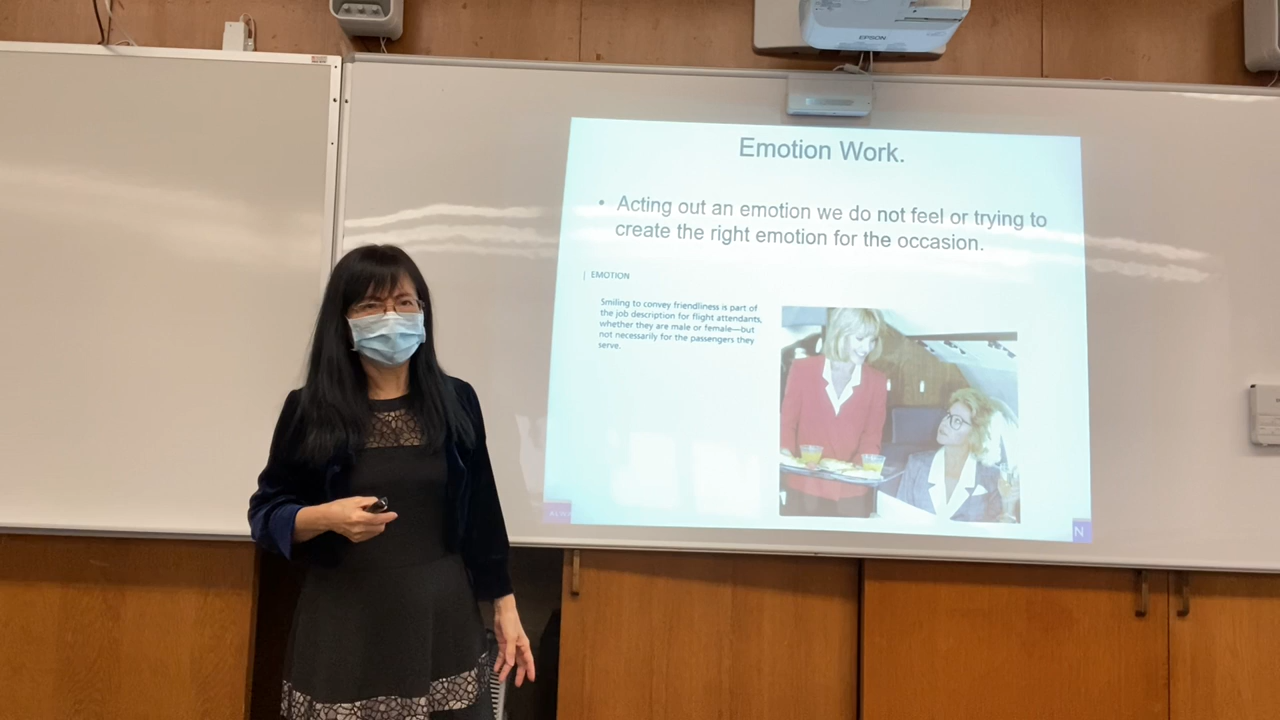 EPSON
Emotion Work.
• Acting out an emotion we do not feel or trying to
create the right emotion for the occasion.
| EMOTION
Smiling to convey friendliness is part of
the job description for flight attendants,
whether they are male or female—but
not necessarily for the passengers they
serve.
N